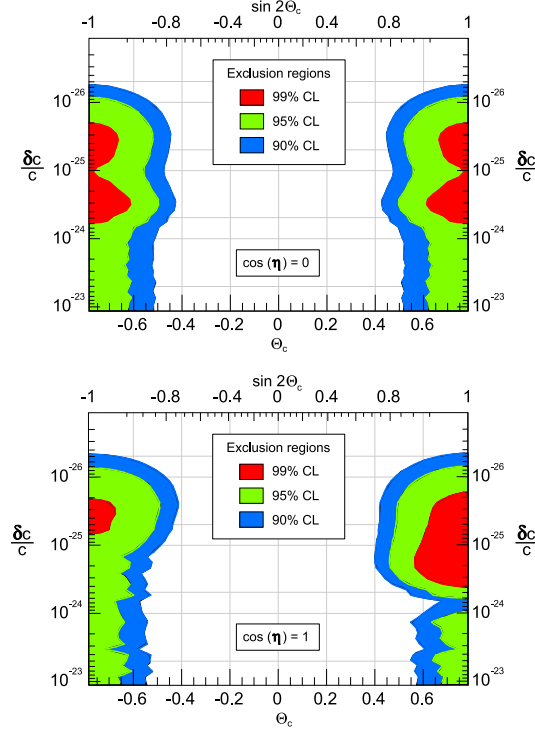 sin 2Θc
-1 -0.8 -0.4 0 0.4 0.8 1
Exclusion regions
99% CL
95% CL
90% CL
10-26 10-26
δc/c δc/c
10-25 10-25
10-24 10-24
cos (η) = 0
10-23 10-23
-0.6 -0.4 -0.2 0 0.2 0.4 0.6
Θc
sin 2Θc
-1 -0.8 -0.4 0 0.4 0.8 1
Exclusion regions
99% CL
95% CL
90% CL
10-26 10-26
δc/c δc/c
10-25 10-25
10-24 10-24
cos (η) = 1
10-23 10-23
-0.6 -0.4 -0.2 0 0.2 0.4 0.6
Θc